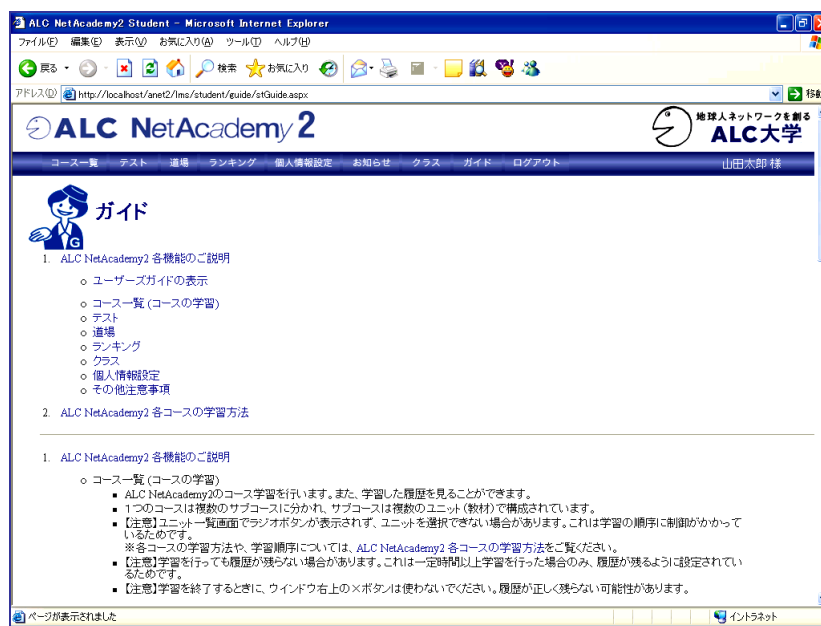 ALC NetAcademy2 Student - Microsoft Internet Explorer
ファイル(F) 編集(E) 表示(V) お気に入り(A) ツール(T) ヘルプ(H)
戻る 検索 お気に入り
アドレス(D) http://localhost/anet2/lms/student/guide/stGuide.aspx 移動
ALC NetAcademy 2
地球人ネットワークを創る
ALC大学
コース一覧 テスト 道場 ランキング 個人情報設定 お知らせ クラス ガイド ログアウト 山田太郎 様
ガイド
G
1. ALC NetAcademy2 各機能のご説明
ユーザーズガイドの表示
コース一覧 (コースの学習)
テスト
道場
ランキング
クラス
個人情報設定
その他注意事項
2. ALC NetAcademy2 各コースの学習方法
1. ALC NetAcademy2 各機能のご説明
コース一覧 (コースの学習)
ALC NetAcademy2のコース学習を行います。また、学習した履歴を見ることができます。
1つのコースは複数のサブコースに分かれ、サブコースは複数のユニット(教材)で構成されています。
【注意】ユニット一覧画面でラジオボタンが表示されず、ユニットを選択できない場合があります。これは学習の順序に制御がかかって
いるためです。
※各コースの学習方法や、学習順序については、ALC NetAcademy2 各コースの学習方法をご覧ください。
【注意】学習を行っても履歴が残らない場合があります。これは一定時間以上学習を行った場合のみ、履歴が残るように設定されてい
るためです。
【注意】学習を終了するときに、ウインドウ右上の×ボタンは使わないでください。履歴が正しく残らない可能性があります。
ページが表示されました イントラネット